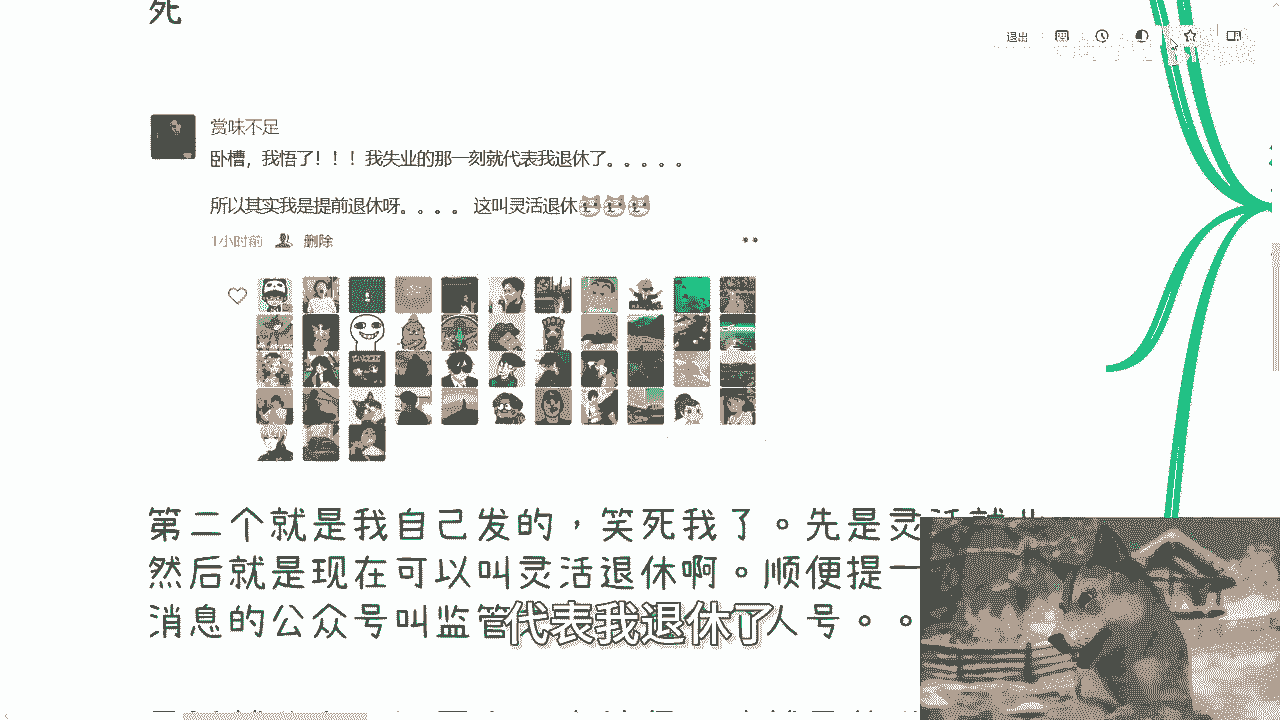 死
退出
赏味不足
卧槽，我悟了！！！我失业的那一刻就代表我退休了。。。。。
所以其实我是提前退休呀。。。。 这叫灵活退休
1小时前 删除
第二个就是我自己发的，笑死我了。先是灵活就业
然后就是现在可以叫灵活退休啊。顺便提一
消息的公众号叫监管 人号。。
代表我退休了